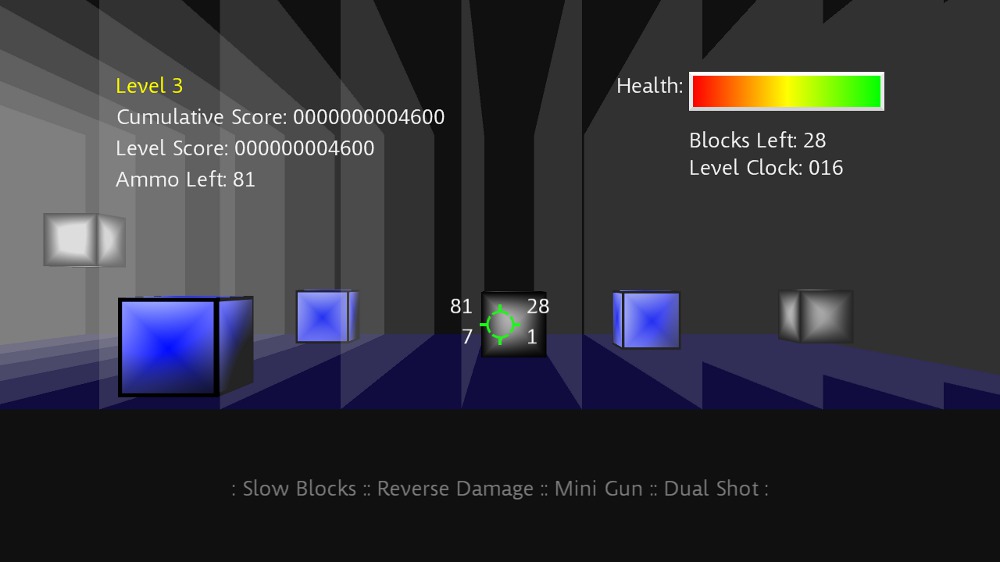 Level 3
Cumulative Score: 0000000004600
Level Score: 000000004600
Ammo Left: 81
Health:
Blocks Left: 28
Level Clock: 016
81 28
7 1
: Slow Blocks :: Reverse Damage :: Mini Gun :: Dual Shot :